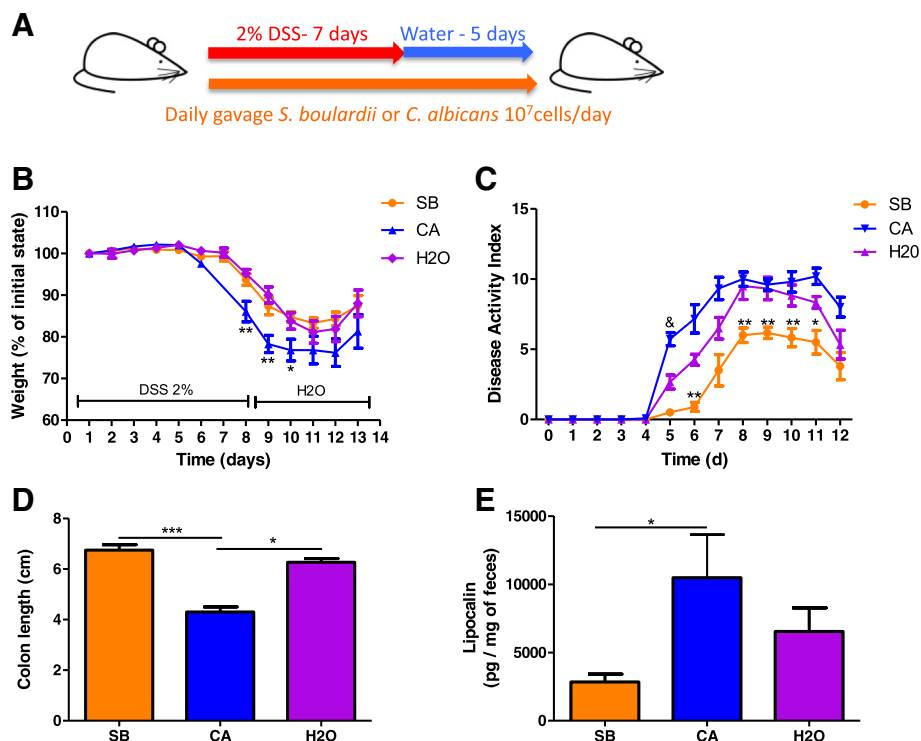 A
2% DSS- 7 days
Water - 5 days
Daily gavage S. boulardii or C. albicans 10⁷cells/day
B
Weight (% of initial state)
110
100
90
80
70
60
SB
CA
H2O
**
**
*
DSS 2%
H2O
0 1 2 3 4 5 6 7 8 9 10 11 12 13 14
Time (days)
C
Disease Activity Index
15
10
5
0
SB
CA
H20
&
**
**
**
**
*
0 1 2 3 4 5 6 7 8 9 10 11 12
Time (d)
D
Colon length (cm)
8
6
4
2
0
***
*
SB CA H2O
E
Lipocalin
(pg / mg of feces)
15000
10000
5000
0
*
SB CA H2O